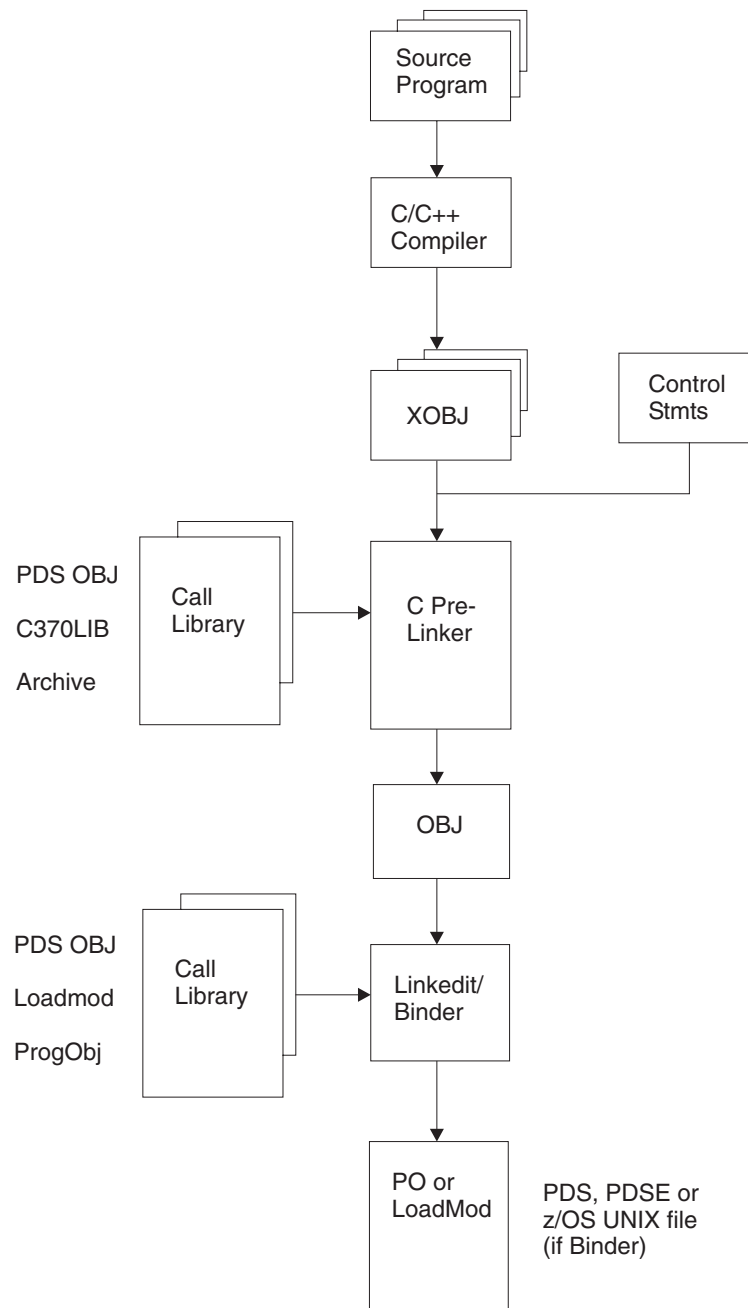 Source
Program
C/C++
Compiler
XOBJ
Control
Stmts
PDS OBJ
C370LIB
Archive
Call
Library
C Pre-
Linker
OBJ
PDS OBJ
Loadmod
ProgObj
Call
Library
Linkedit/
Binder
PO or
LoadMod
PDS, PDSE or
z/OS UNIX file
(if Binder)